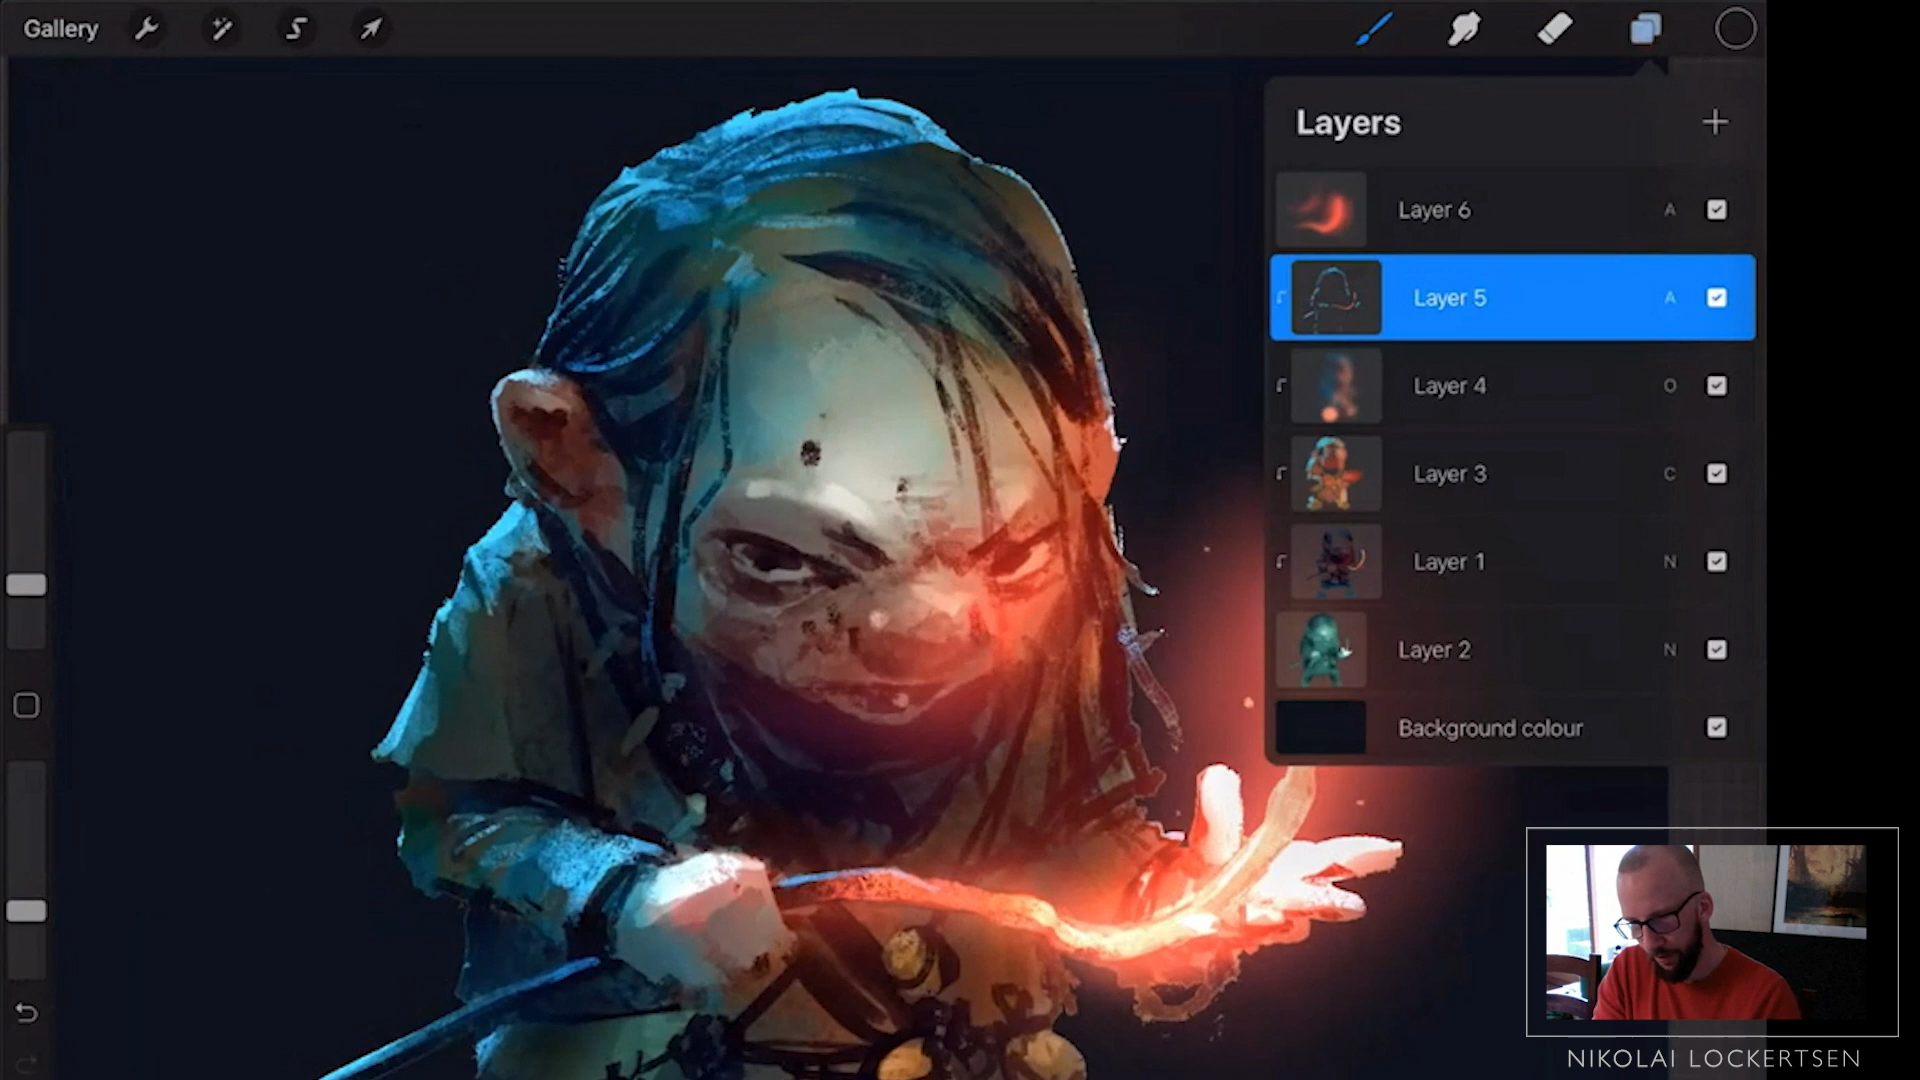 Gallery
Layers
Layer 6 A
Layer 5 A
Layer 4 O
Layer 3 C
Layer 1 N
Layer 2 N
Background colour
NIKOLAI LOCKERTSEN